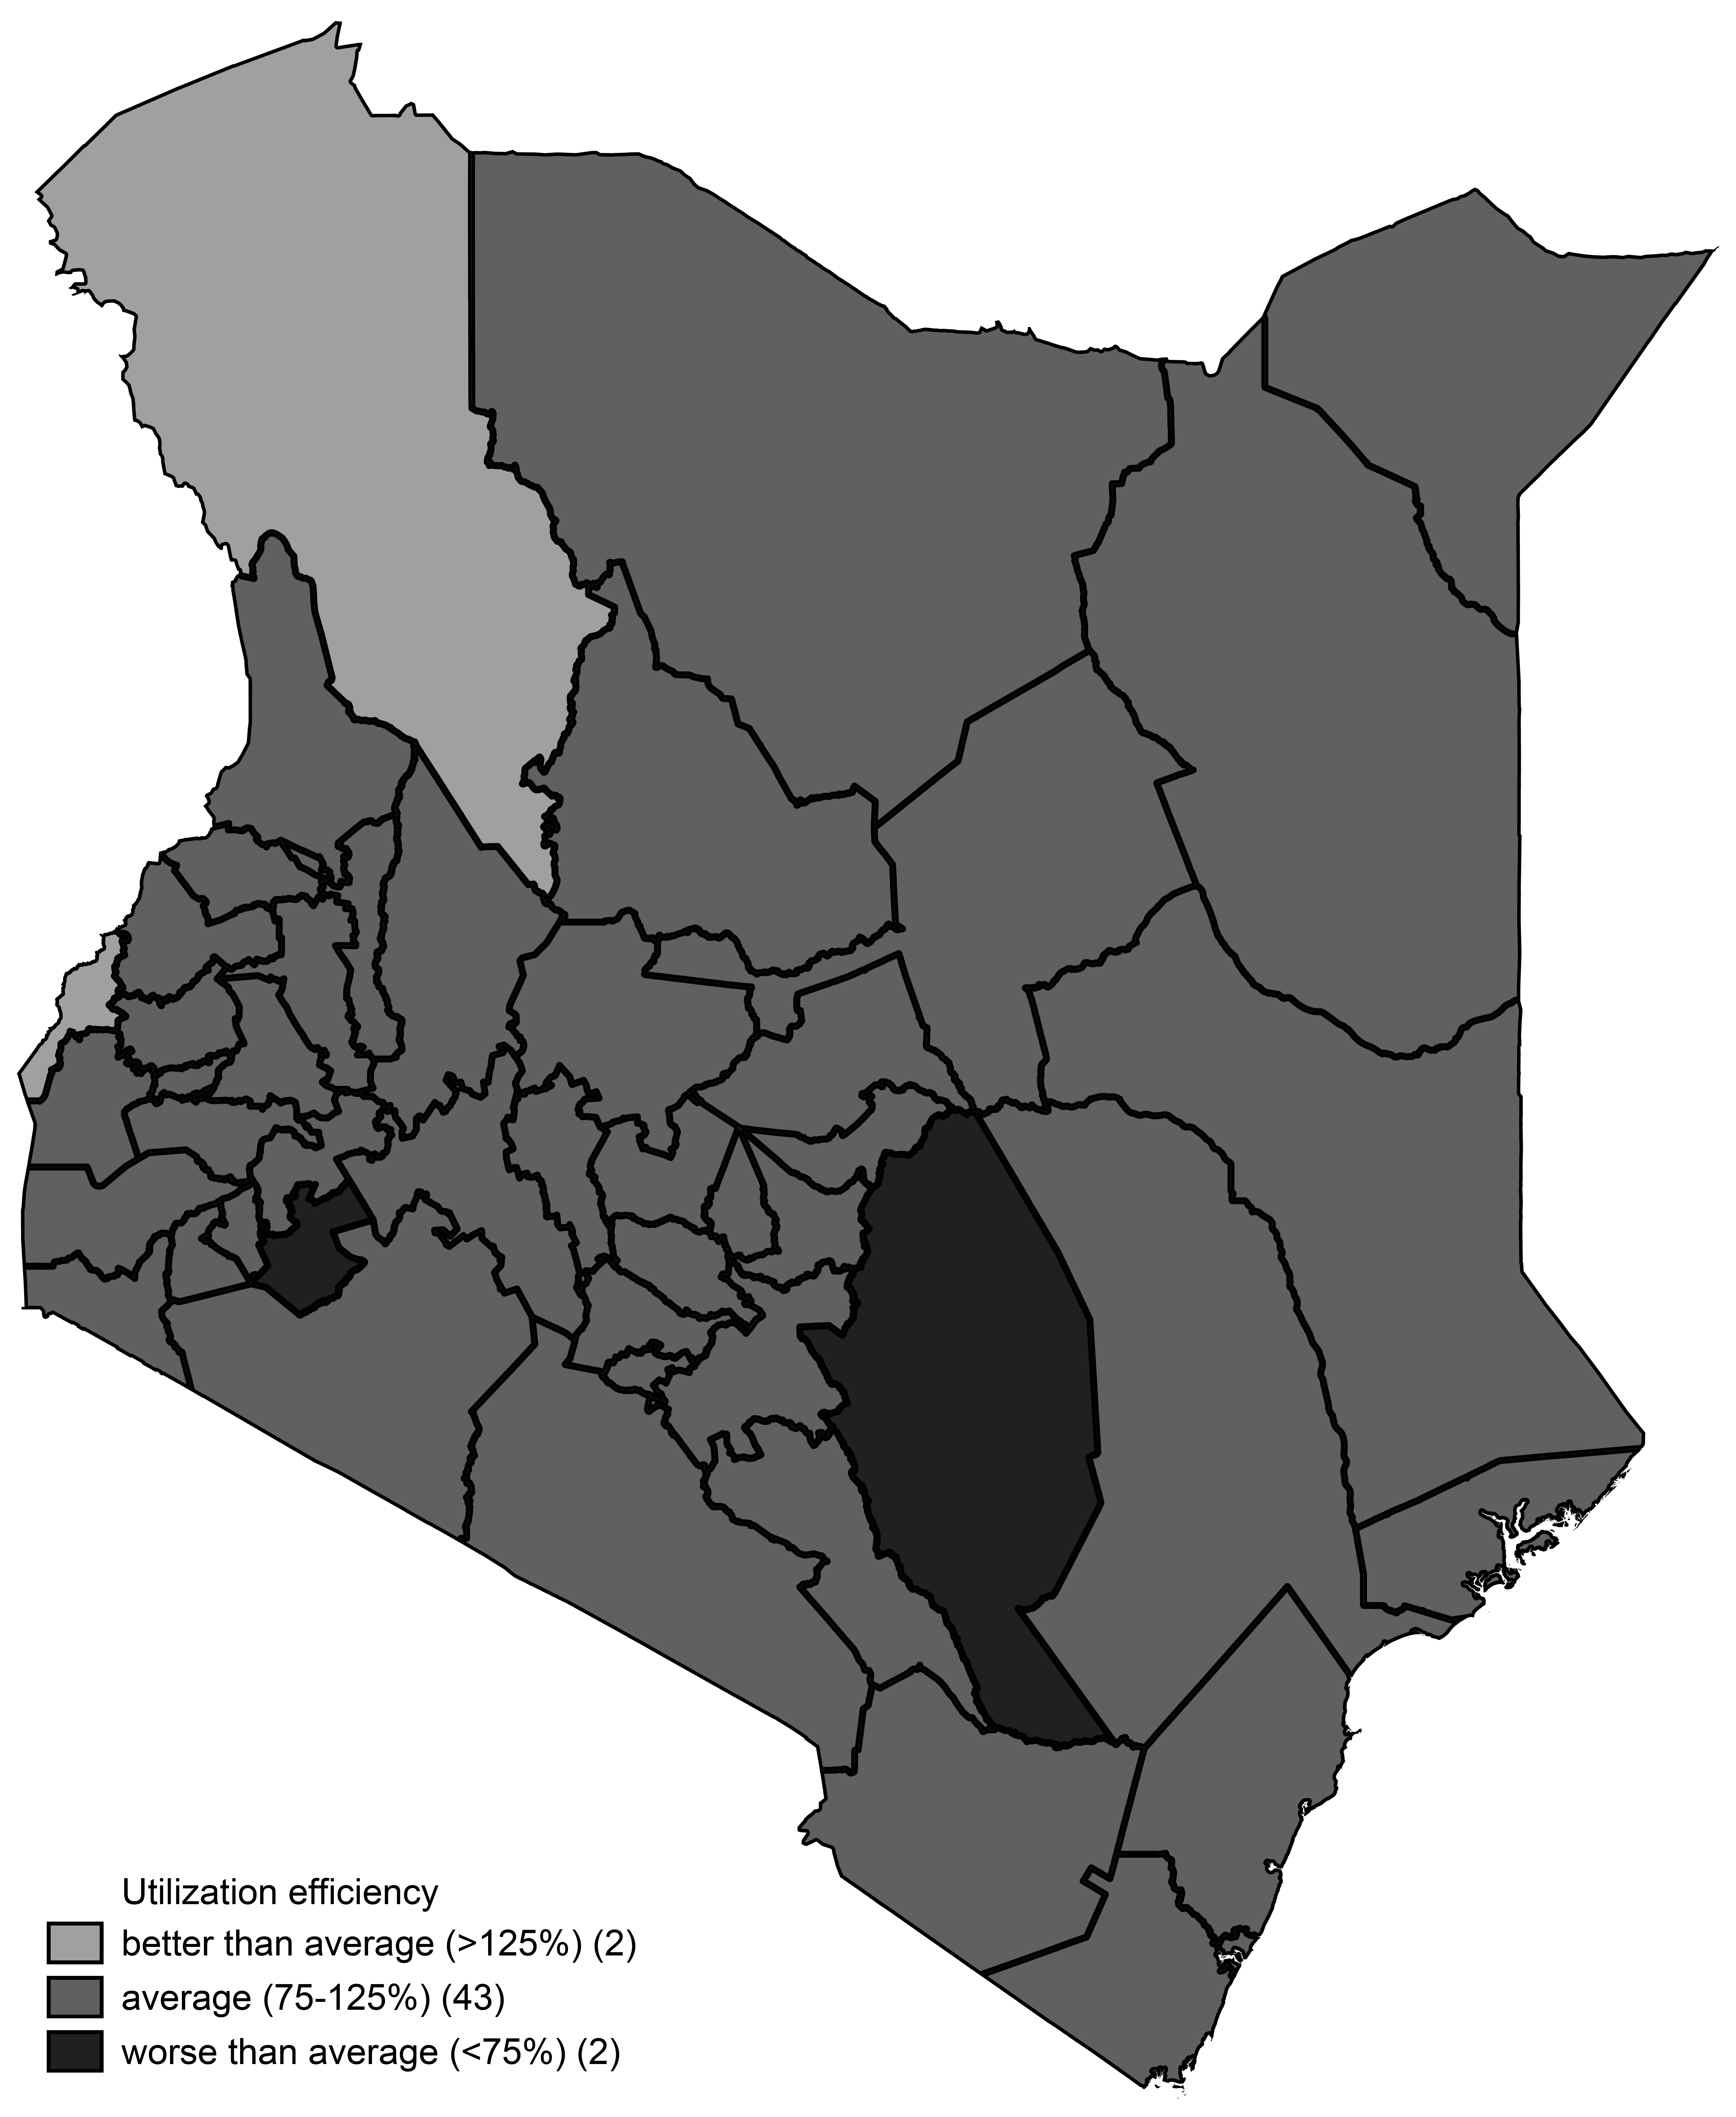 Utilization efficiency
better than average (>125%) (2)
average (75-125%) (43)
worse than average (<75%) (2)